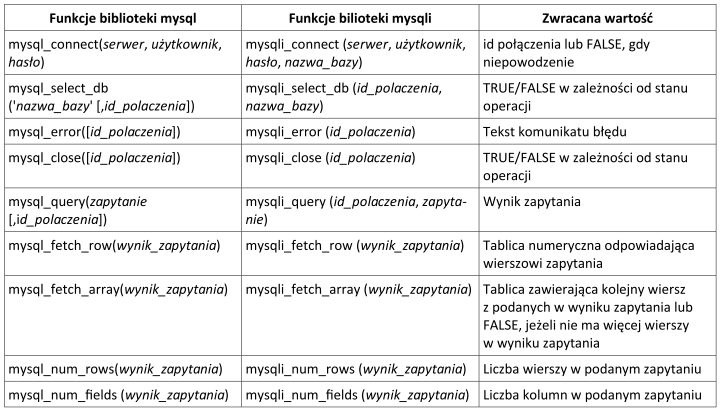 Funkcje biblioteki mysql
Funkcje bilioteki mysqli
Zwracana wartość
mysql_connect(serwer, użytkownik,
hasło)
mysqli_connect (serwer, użytkownik,
hasło, nazwa_bazy)
id połączenia lub FALSE, gdy
niepowodzenie
mysql_select_db
('nazwa_bazy' [,id_polaczenia])
mysqli_select_db (id_polaczenia,
nazwa_bazy)
TRUE/FALSE w zależności od stanu
operacji
mysql_error([id_polaczenia])
mysqli_error (id_polaczenia)
Tekst komunikatu błędu
mysql_close([id_polaczenia])
mysqli_close (id_polaczenia)
TRUE/FALSE w zależności od stanu
operacji
mysql_query(zapytanie
[,id_polaczenia])
mysqli_query (id_polaczenia, zapyta-
nie)
Wynik zapytania
mysql_fetch_row(wynik_zapytania)
mysqli_fetch_row (wynik_zapytania)
Tablica numeryczna odpowiadająca
wierszowi zapytania
mysql_fetch_array(wynik_zapytania)
mysqli_fetch_array (wynik_zapytania)
Tablica zawierająca kolejny wiersz
z podanych w wyniku zapytania lub
FALSE, jeżeli nie ma więcej wierszy
w wyniku zapytania
mysql_num_rows(wynik_zapytania)
mysqli_num_rows (wynik_zapytania)
Liczba wierszy w podanym zapytaniu
mysql_num_fields (wynik_zapytania)
mysqli_num_fields (wynik_zapytania)
Liczba kolumn w podanym zapytaniu